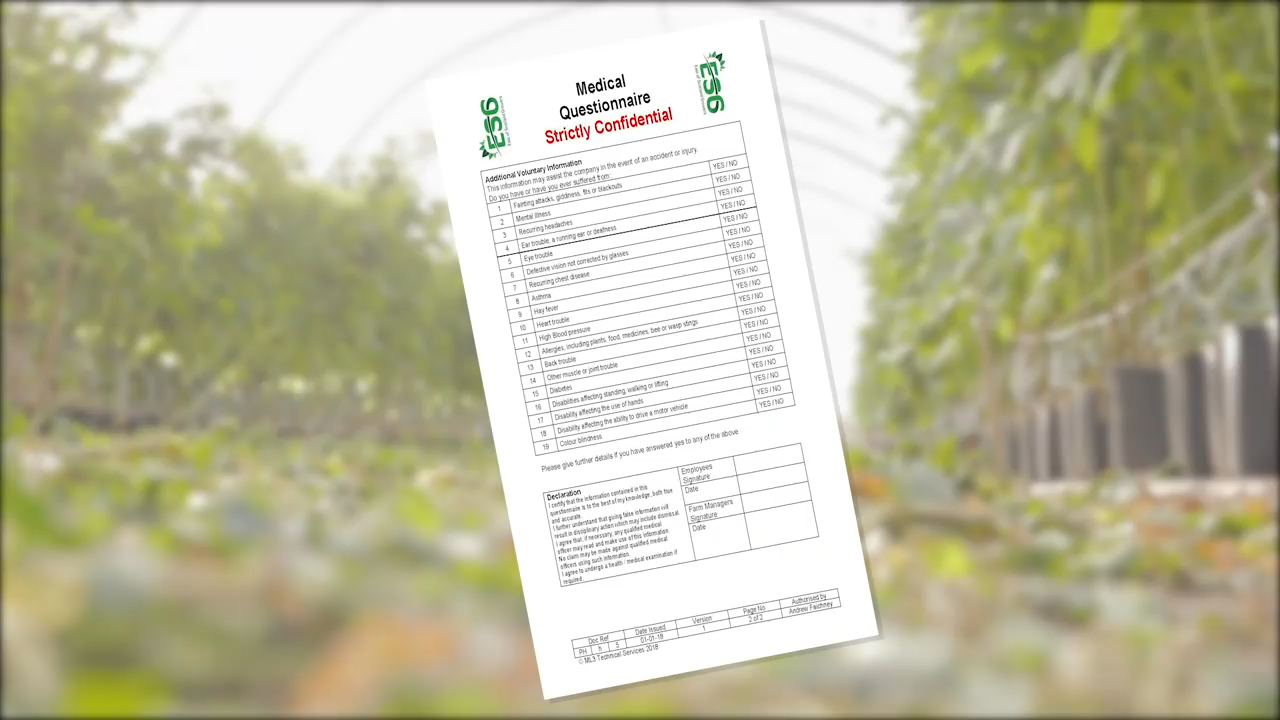 ES6
ES6
Medical
Questionnaire
Strictly Confidential
Additional Voluntary Information
This information may assist the company in the event of an accident or injury.
Do you have or have you ever suffered from:
1 Fainting attacks, giddiness, fits or blackouts YES / NO
2 Mental illness YES / NO
3 Recurring headaches YES / NO
4 Ear trouble, a running ear or deafness YES / NO
5 Eye trouble YES / NO
6 Defective vision not corrected by glasses YES / NO
7 Recurring chest disease YES / NO
8 Asthma YES / NO
9 Hay fever YES / NO
10 Heart trouble YES / NO
11 High Blood pressure YES / NO
12 Allergies, including plants, food, medicines, bee or wasp stings YES / NO
13 Back trouble YES / NO
14 Other muscle or joint trouble YES / NO
15 Diabetes YES / NO
16 Disabilities affecting standing, walking or lifting YES / NO
17 Disability affecting the use of hands YES / NO
18 Disability affecting the ability to drive a motor vehicle YES / NO
19 Colour blindness YES / NO
Please give further details if you have answered yes to any of the above
Declaration
I certify that the information contained in this
questionnaire is to the best of my knowledge, both true
and accurate.
I further understand that giving false information will
result in disciplinary action which may include dismissal.
I agree that, if necessary, any qualified medical
officer may read and make use of this information.
No claim may be made against qualified medical
officers using such information.
I agree to undergo a health / medical examination if
required.
Employees
Signature
Date
Farm Managers
Signature
Date
Doc Ref Date Issued Version Page No Authorised by
PH h 5 01-01-18 1 2 of 2 Andrew Faichney
© ML3 Technical Services 2018